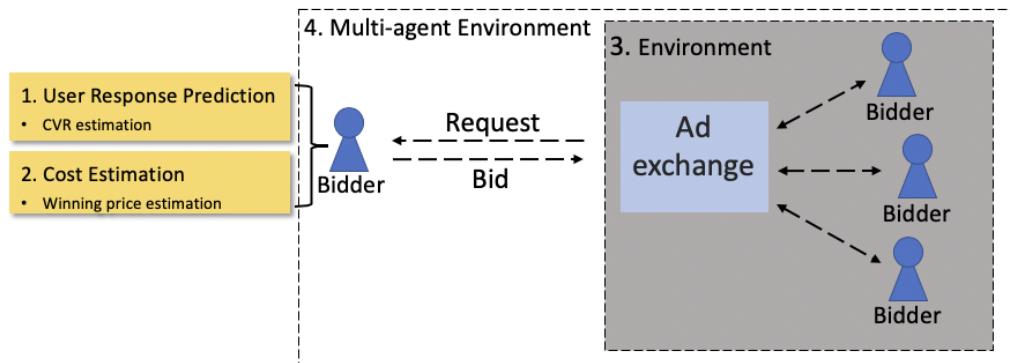 4. Multi-agent Environment
3. Environment
1. User Response Prediction
• CVR estimation
2. Cost Estimation
• Winning price estimation
Bidder
Request
Bid
Ad
exchange
Bidder
Bidder
Bidder